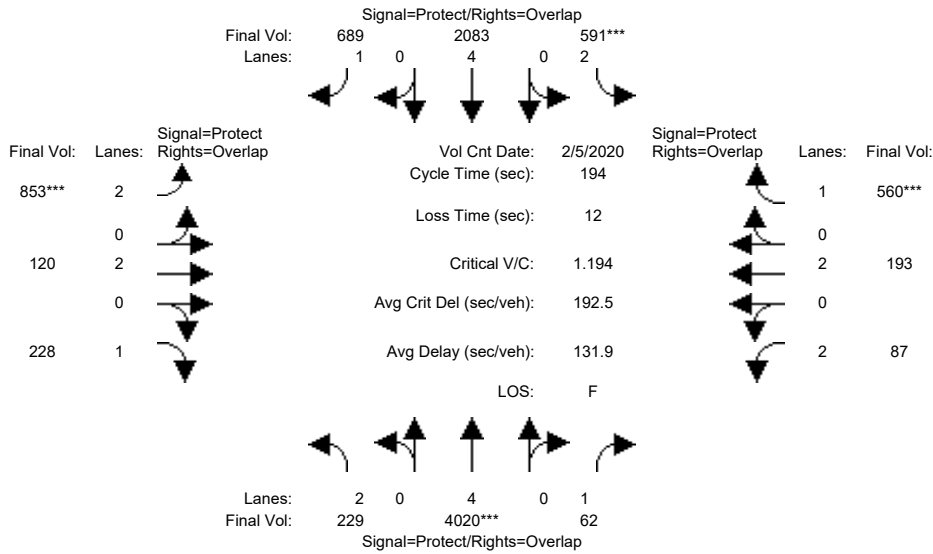 Signal=Protect/Rights=Overlap
Final Vol: 689 2083 591***
Lanes: 1 0 4 0 2
Signal=Protect
Final Vol: Lanes: Rights=Overlap
Vol Cnt Date: 2/5/2020
Signal=Protect
Rights=Overlap Lanes: Final Vol:
Cycle Time (sec): 194
853*** 2
1 560***
Loss Time (sec): 12
0
0
120 2
Critical V/C: 1.194
2 193
0
Avg Crit Del (sec/veh): 192.5
0
228 1
Avg Delay (sec/veh): 131.9
2 87
LOS: F
Lanes: 2 0 4 0 1
Final Vol: 229 4020*** 62
Signal=Protect/Rights=Overlap